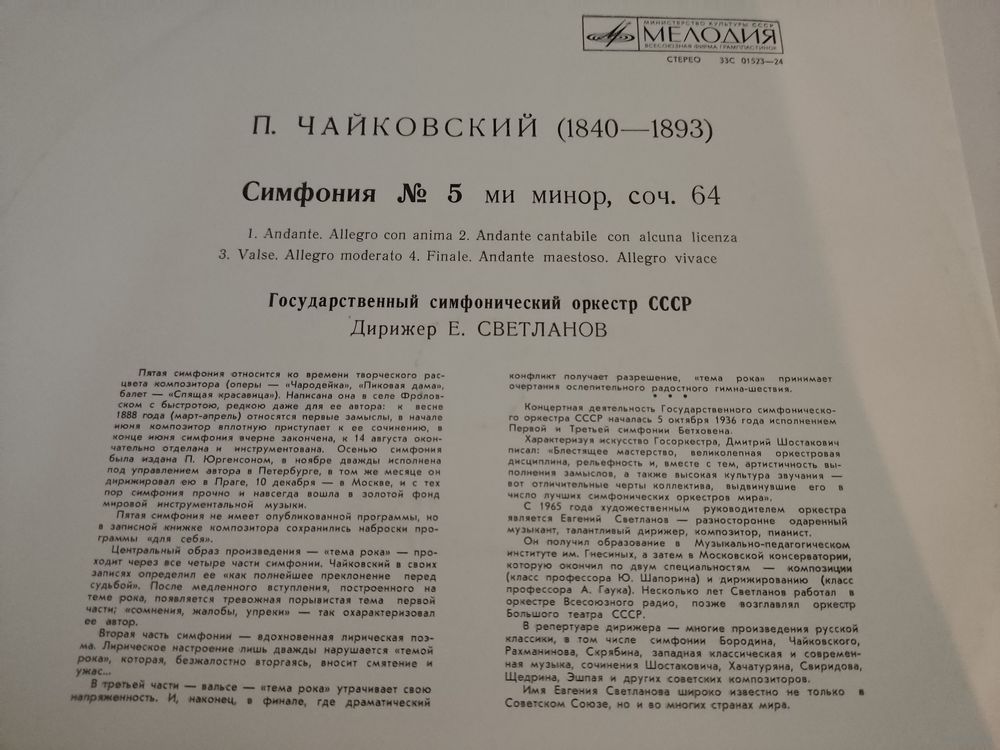 МИНИСТЕРСТВО КУЛЬТУРЫ СССР
МЕЛОДИЯ
ВСЕСОЮЗНАЯ ФИРМА ГРАМПЛАСТИНОК
СТЕРЕО 33С 01523—24
П. ЧАЙКОВСКИЙ (1840—1893)
Симфония № 5 ми минор, соч. 64
1. Andante. Allegro con anima 2. Andante cantabile con alcuna licenza
3. Valse. Allegro moderato 4. Finale. Andante maestoso. Allegro vivace
Государственный симфонический оркестр СССР
Дирижер Е. СВЕТЛАНОВ
Пятая симфония относится ко времени творческого рас-
цвета композитора (оперы — «Чародейка», «Пиковая дама»,
балет — «Спящая красавица»). Написана она в селе Фролов-
ском с быстротою, редкою даже для ее автора: к весне
1888 года (март-апрель) относятся первые замыслы, в начале
июня композитор вплотную приступает к ее сочинению, в
конце июня симфония вчерне закончена, к 14 августа окон-
чательно отделана и инструментована. Осенью симфония
была издана П. Юргенсоном, в ноябре дважды исполнена
под управлением автора в Петербурге, в том же месяце он
дирижировал ею в Праге, 10 декабря — в Москве, и с тех
пор симфония прочно и навсегда вошла в золотой фонд
мировой инструментальной музыки.
Пятая симфония не имеет опубликованной программы, но
в записной книжке композитора сохранились наброски про-
граммы «для себя».
Центральный образ произведения — «тема рока» — про-
ходит через все четыре части симфонии. Чайковский в своих
записях определил ее «как полнейшее преклонение перед
судьбой». После медленного вступления, построенного на
теме рока, появляется тревожная порывистая тема первой
части; «сомнения, жалобы, упреки» — так охарактеризовал
ее автор.
Вторая часть симфонии — вдохновенная лирическая поэ-
ма. Лирическое настроение лишь дважды нарушается «темой
рока», которая, безжалостно вторгаясь, вносит смятение и
ужас...
В третьей части — вальсе — «тема рока» утрачивает свою
напряженность. И, наконец, в финале, где драматический
конфликт получает разрешение, «тема рока» принимает
очертания ослепительного радостного гимна-шествия.
* * *
Концертная деятельность Государственного симфоническо-
го оркестра СССР началась 5 октября 1936 года исполнением
Первой и Третьей симфонии Бетховена.
Характеризуя искусство Госоркестра, Дмитрий Шостакович
писал: «Блестящее мастерство, великолепная оркестровая
дисциплина, рельефность и, вместе с тем, артистичность вы-
полнения замыслов, а также высокая культура звучания —
вот отличительные черты коллектива, выдвинувшие его в
число лучших симфонических оркестров мира».
С 1965 года художественным руководителем оркестра
является Евгений Светланов — разносторонне одаренный
музыкант, талантливый дирижер, композитор, пианист.
Он получил образование в Музыкально-педагогическом
институте им. Гнесиных, а затем в Московской консерватории,
которую окончил по двум специальностям — композиции
(класс профессора Ю. Шапорина) и дирижированию (класс
профессора А. Гаука). Несколько лет Светланов работал в
оркестре Всесоюзного радио, позже возглавлял оркестр
Большого театра СССР.
В репертуаре дирижера — многие произведения русской
классики, в том числе симфонии Бородина, Чайковского,
Рахманинова, Скрябина, западная классическая и современ-
ная музыка, сочинения Шостаковича, Хачатуряна, Свиридова,
Щедрина, Эшпая и других советских композиторов.
Имя Евгения Светланова широко известно не только в
Советском Союзе, но и во многих странах мира.